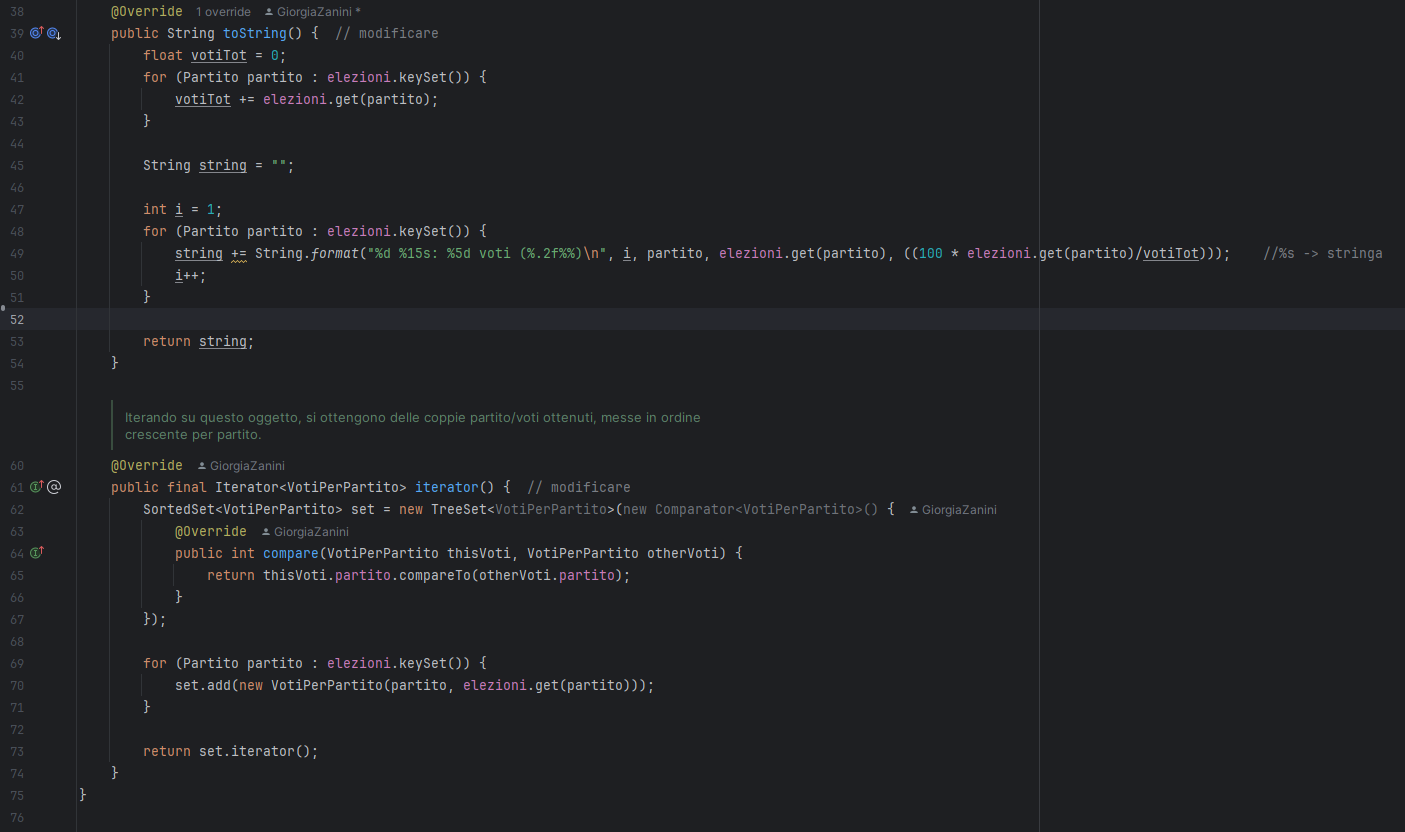 38 @Override 1 override GiorgiaZanini *
39 public String toString() { // modificare
40 float votiTot = 0;
41 for (Partito partito : elezioni.keySet()) {
42 votiTot += elezioni.get(partito);
43 }
44
45 String string = "";
46
47 int i = 1;
48 for (Partito partito : elezioni.keySet()) {
49 string += String.format("%d %15s: %5d voti (%.2f%%)\n", i, partito, elezioni.get(partito), ((100 * elezioni.get(partito)/votiTot))); //%s -> stringa
50 i++;
51 }
52
53 return string;
54 }
55
Iterando su questo oggetto, si ottengono delle coppie partito/voti ottenuti, messe in ordine
crescente per partito.
60 @Override GiorgiaZanini
61 public final Iterator<VotiPerPartito> iterator() { // modificare
62 SortedSet<VotiPerPartito> set = new TreeSet<VotiPerPartito>(new Comparator<VotiPerPartito>() { GiorgiaZanini
63 @Override GiorgiaZanini
64 public int compare(VotiPerPartito thisVoti, VotiPerPartito otherVoti) {
65 return thisVoti.partito.compareTo(otherVoti.partito);
66 }
67 });
68
69 for (Partito partito : elezioni.keySet()) {
70 set.add(new VotiPerPartito(partito, elezioni.get(partito)));
71 }
72
73 return set.iterator();
74 }
75 }
76